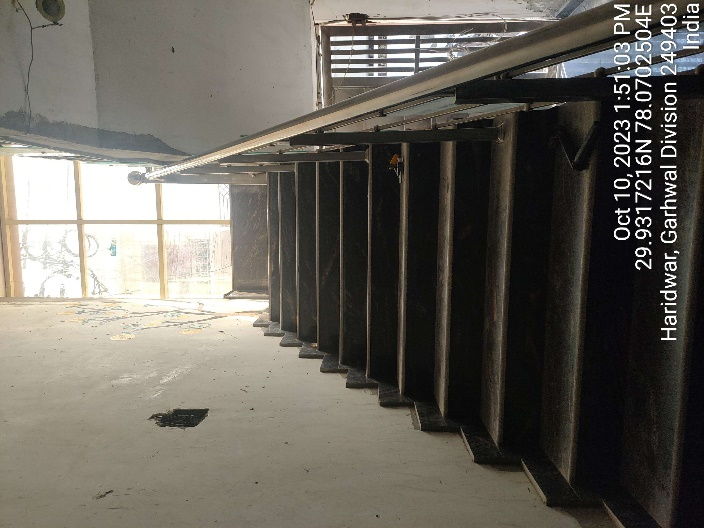 Oct 10, 2023 1:51:03 PM
29.9317216N 78.0702504E
Haridwar, Garhwal Division 249403
India